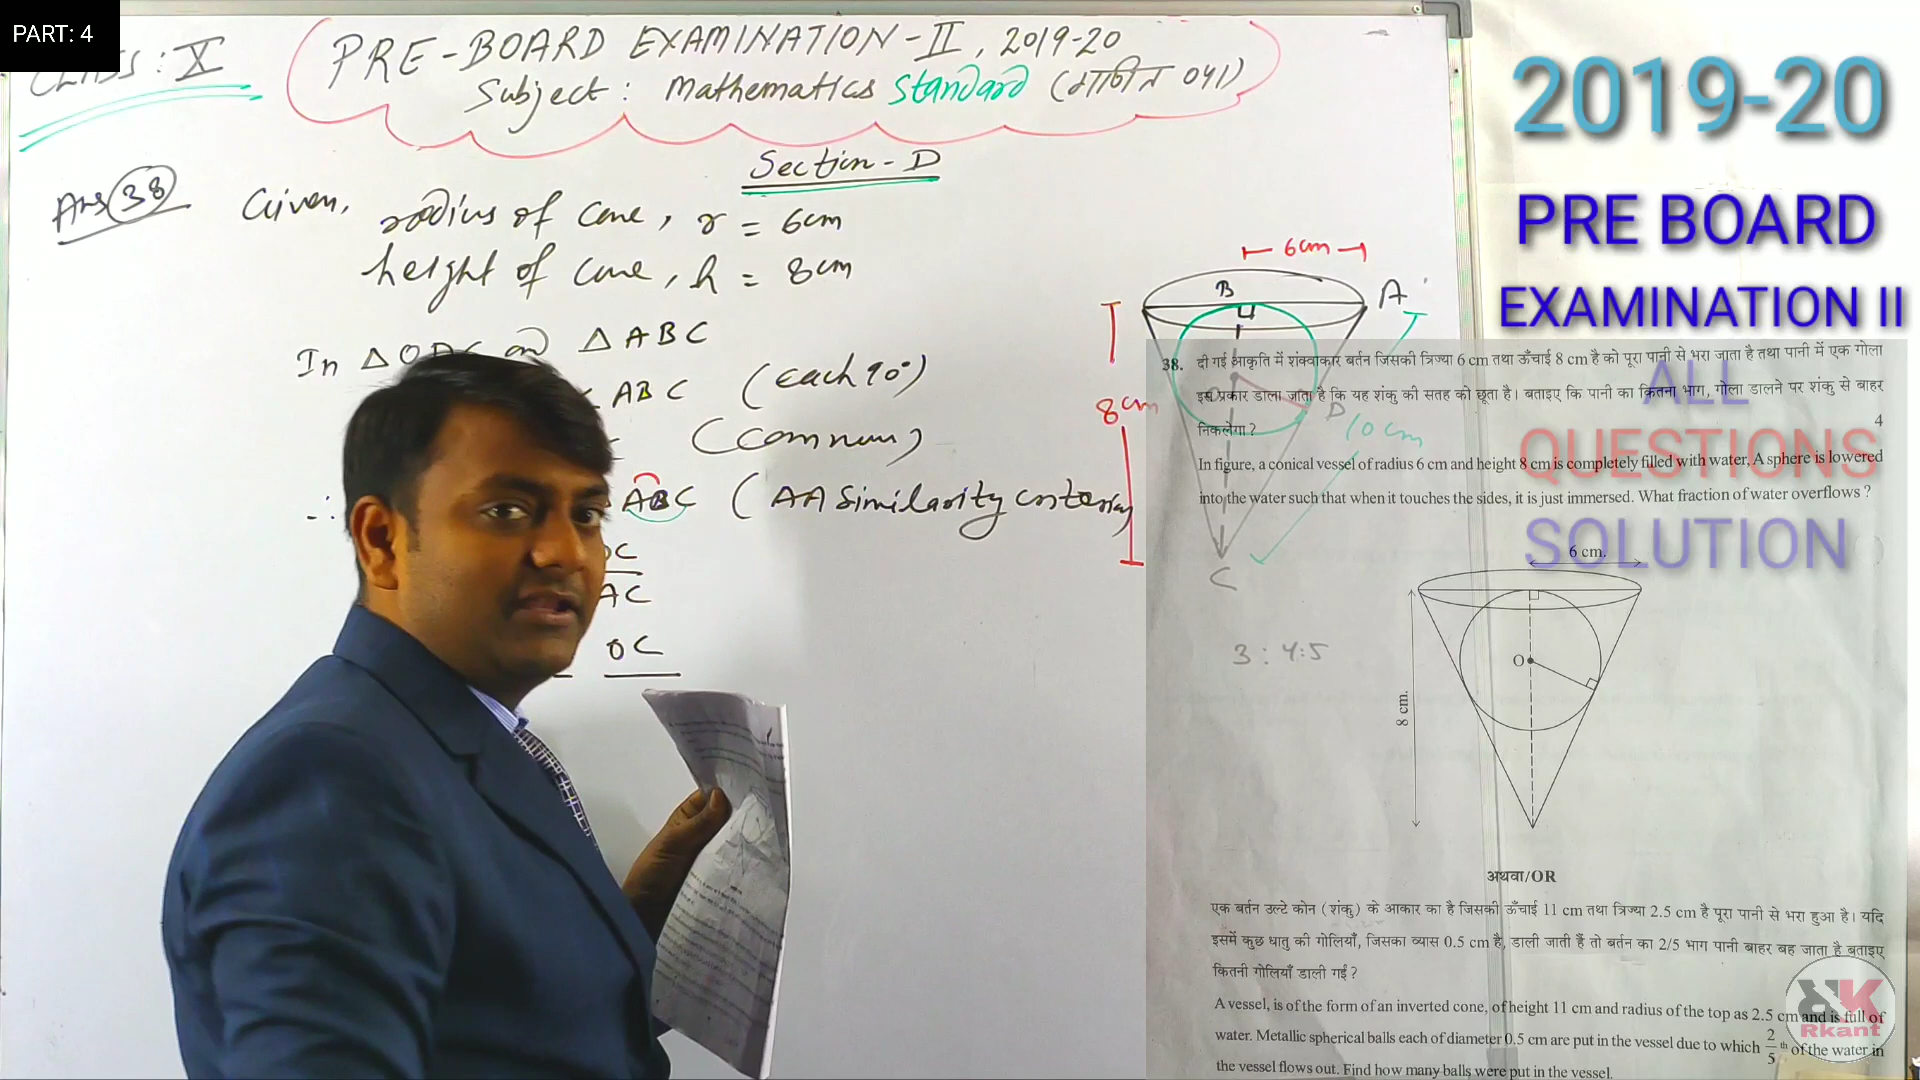 PART: 4
CLASS: X
PRE-BOARD EXAMINATION-II, 2019-20
Subject: Mathematics Standard (गणित 041)
Section-D
Ans 38 Given, radius of cone, r = 6cm
height of cone, h = 8cm
In △ and △ABC
ABC (each 90°)
(Common)
∴ ABC (AA Similarity criteria)
OC
AC
OC
6cm
B
A
8cm
D
10cm
C
3:4:5
2019-20
PRE BOARD
EXAMINATION II
ALL
QUESTIONS
SOLUTION
38. दी गई आकृति में शंक्वाकार बर्तन जिसकी त्रिज्या 6 cm तथा ऊँचाई 8 cm है को पूरा पानी से भरा जाता है तथा पानी में एक गोला
इस प्रकार डाला जाता है कि यह शंकु की सतह को छूता है। बताइए कि पानी का कितना भाग, गोला डालने पर शंकु से बाहर
निकलेगा ? 4
In figure, a conical vessel of radius 6 cm and height 8 cm is completely filled with water. A sphere is lowered
into the water such that when it touches the sides, it is just immersed. What fraction of water overflows ?
6 cm.
O
8 cm.
अथवा/OR
एक बर्तन उल्टे कोन (शंकु) के आकार का है जिसकी ऊँचाई 11 cm तथा त्रिज्या 2.5 cm है पूरा पानी से भरा हुआ है। यदि
इसमें कुछ धातु की गोलियाँ, जिसका व्यास 0.5 cm है, डाली जाती हैं तो बर्तन का 2/5 भाग पानी बाहर बह जाता है बताइए
कितनी गोलियाँ डाली गईं ?
A vessel, is of the form of an inverted cone, of height 11 cm and radius of the top as 2.5 cm and is full of
water. Metallic spherical balls each of diameter 0.5 cm are put in the vessel due to which 2/5 th of the water in
the vessel flows out. Find how many balls were put in the vessel.
RK
Rkant